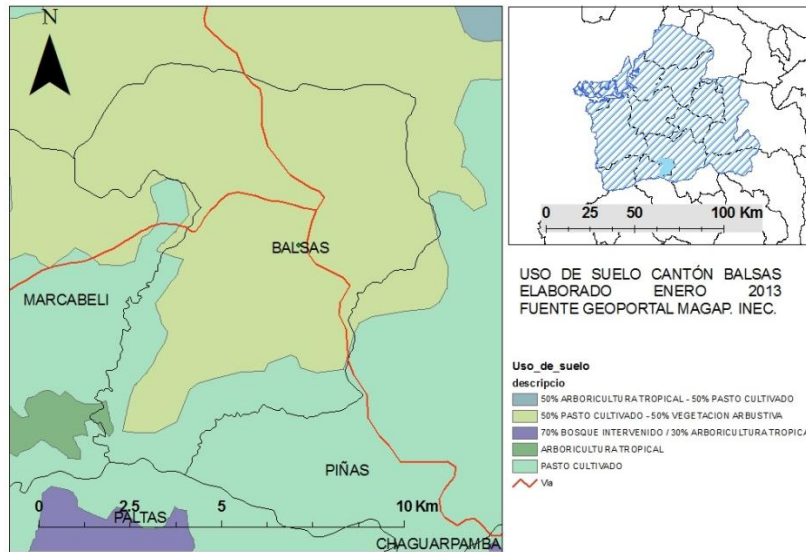 N
BALSAS
MARCABELI
PIÑAS
0 2.5 5 10 Km
PALTAS
CHAGUARPAMBA
0 25 50 100 Km
USO DE SUELO CANTÓN BALSAS
ELABORADO ENERO 2013
FUENTE GEOPORTAL MAGAP. INEC.
Uso_de_suelo
descripcio
50% ARBORICULTURA TROPICAL - 50% PASTO CULTIVADO
50% PASTO CULTIVADO - 50% VEGETACION ARBUSTIVA
70% BOSQUE INTERVENIDO / 30% ARBORICULTURA TROPICA
ARBORICULTURA TROPICAL
PASTO CULTIVADO
Via